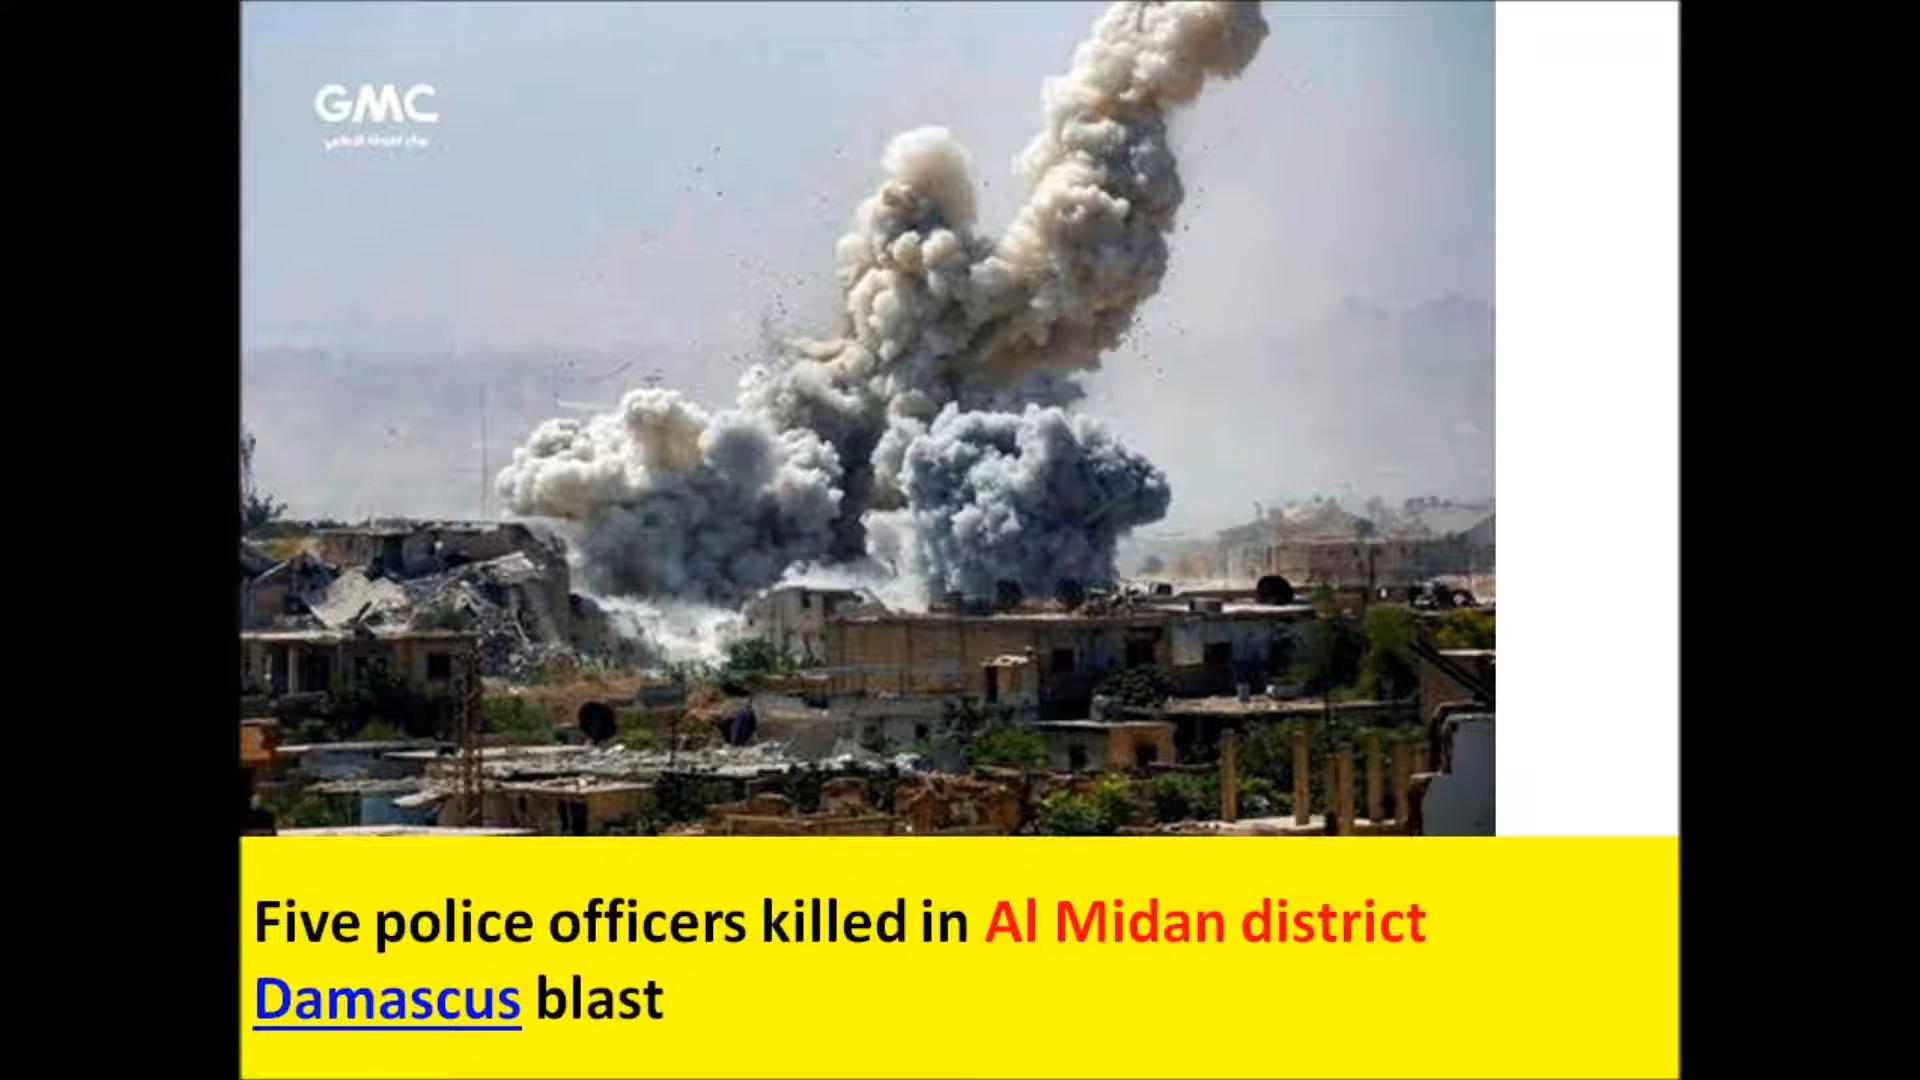 GMC
Five police officers killed in Al Midan district
Damascus blast